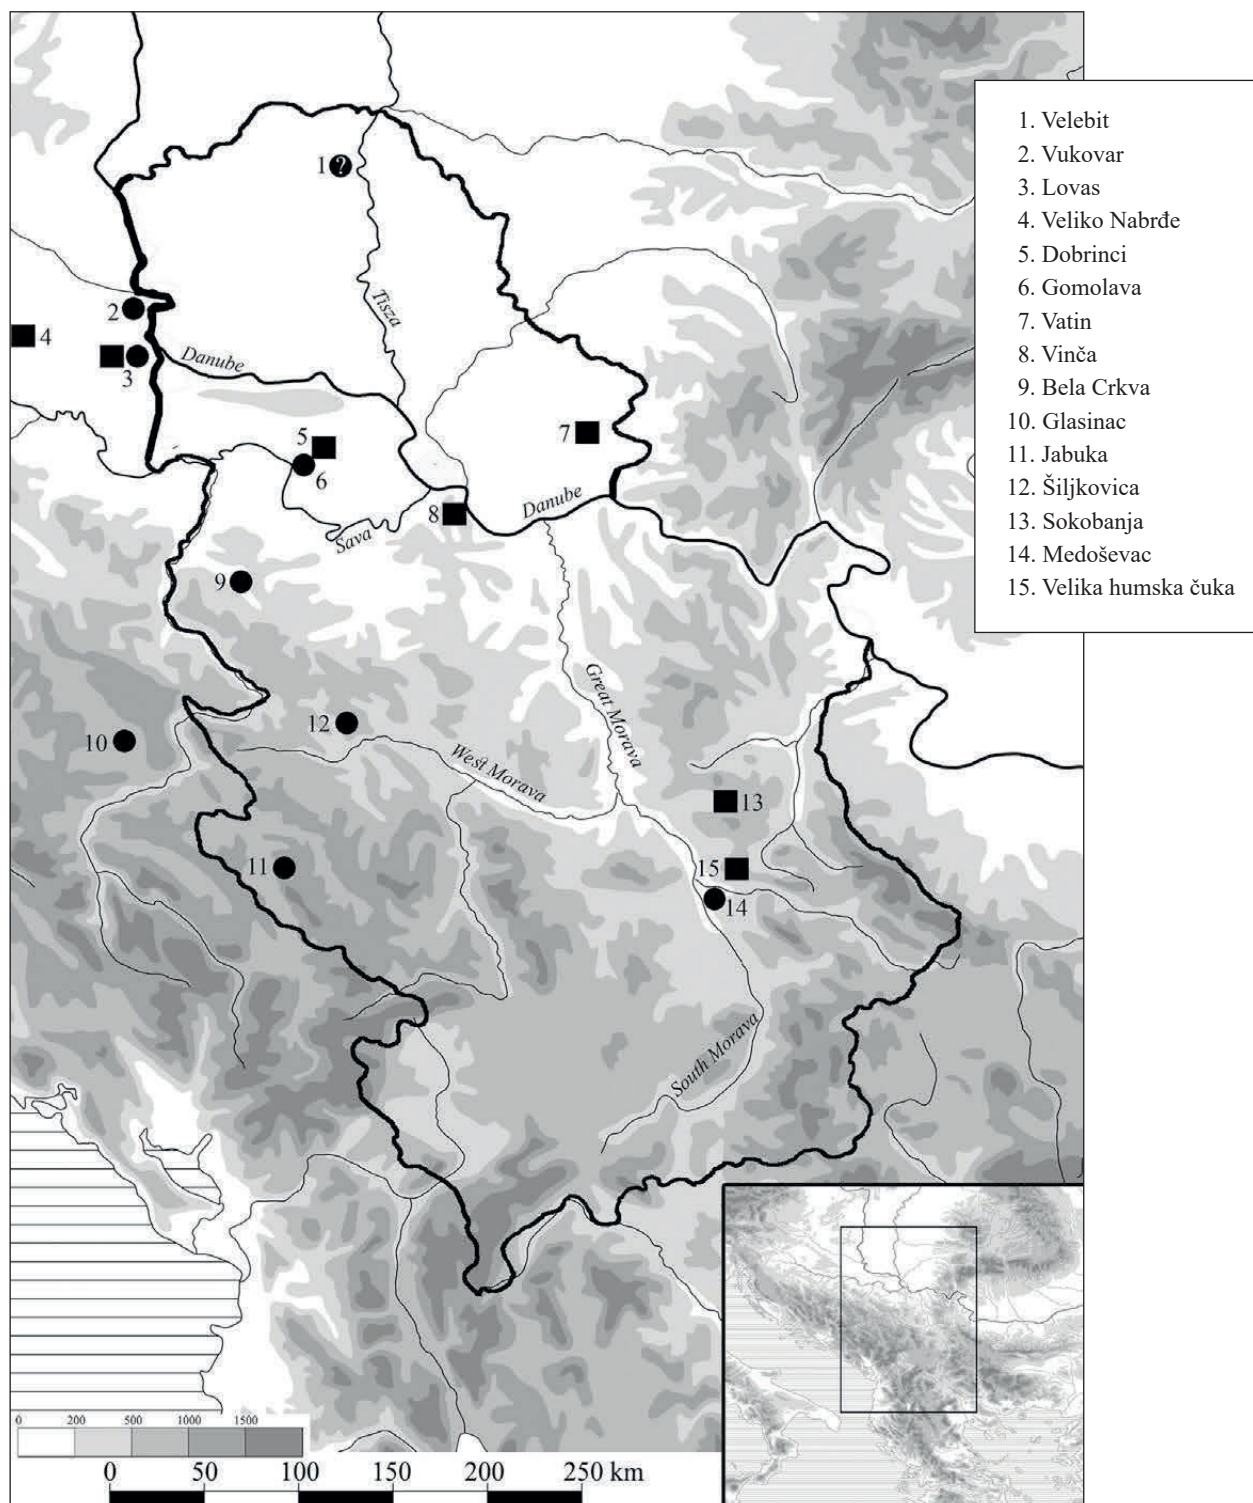 1. Velebit
2. Vukovar
3. Lovas
4. Veliko Nabrđe
5. Dobrinci
6. Gomolava
7. Vatin
8. Vinča
9. Bela Crkva
10. Glasinac
11. Jabuka
12. Šiljkovica
13. Sokobanja
14. Medoševac
15. Velika humska čuka
1 ?
Tisza
2
4
3
Danube
5
7
6
8
Danube
Sava
9
Great Morava
12
10
West Morava
13
11
15
14
South Morava
0 200 500 1000 1500
0 50 100 150 200 250 km